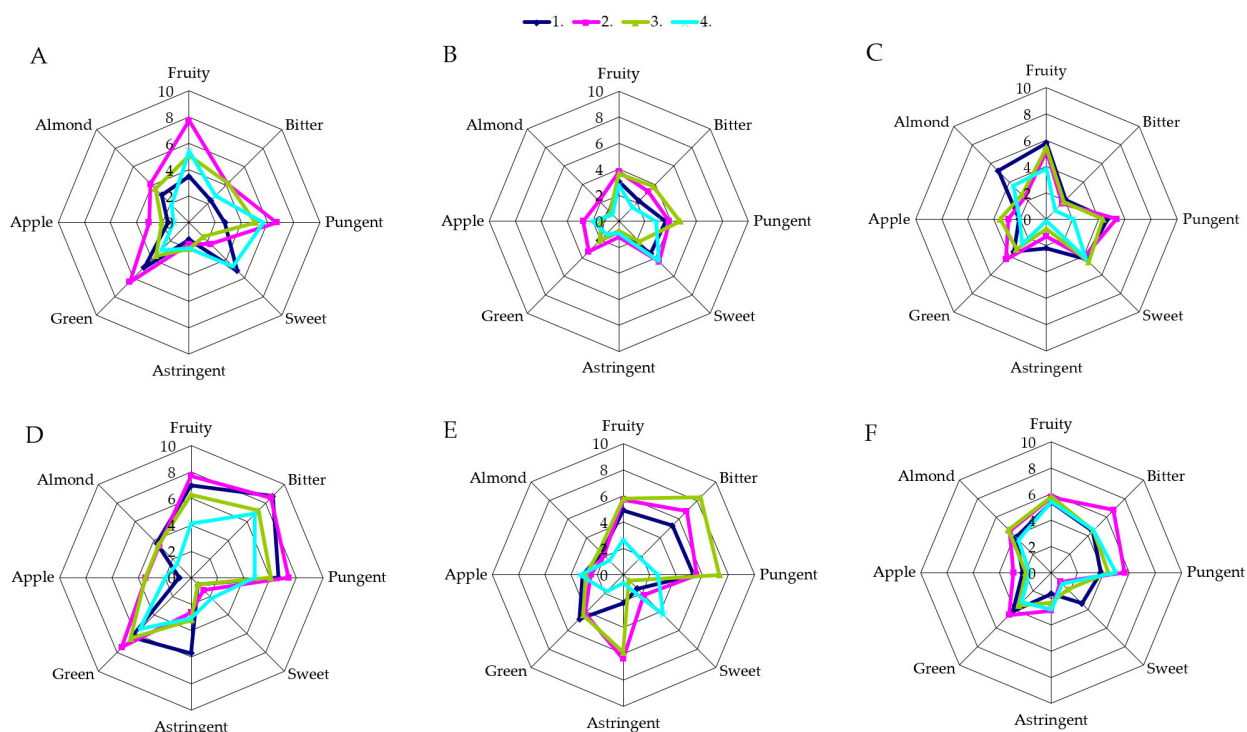 1. 2. 3. 4.
A
Fruity
10
8
6
4
2
0
Almond
Bitter
Apple
Pungent
Green
Sweet
Astringent
B
Fruity
10
8
6
4
2
0
Almond
Bitter
Apple
Pungent
Green
Sweet
Astringent
C
Fruity
10
8
6
4
2
0
Almond
Bitter
Apple
Pungent
Green
Sweet
Astringent
D
Fruity
10
8
6
4
2
0
Almond
Bitter
Apple
Pungent
Green
Sweet
Astringent
E
Fruity
10
8
6
4
2
0
Almond
Bitter
Apple
Pungent
Green
Sweet
Astringent
F
Fruity
10
8
6
4
2
0
Almond
Bitter
Apple
Pungent
Green
Sweet
Astringent